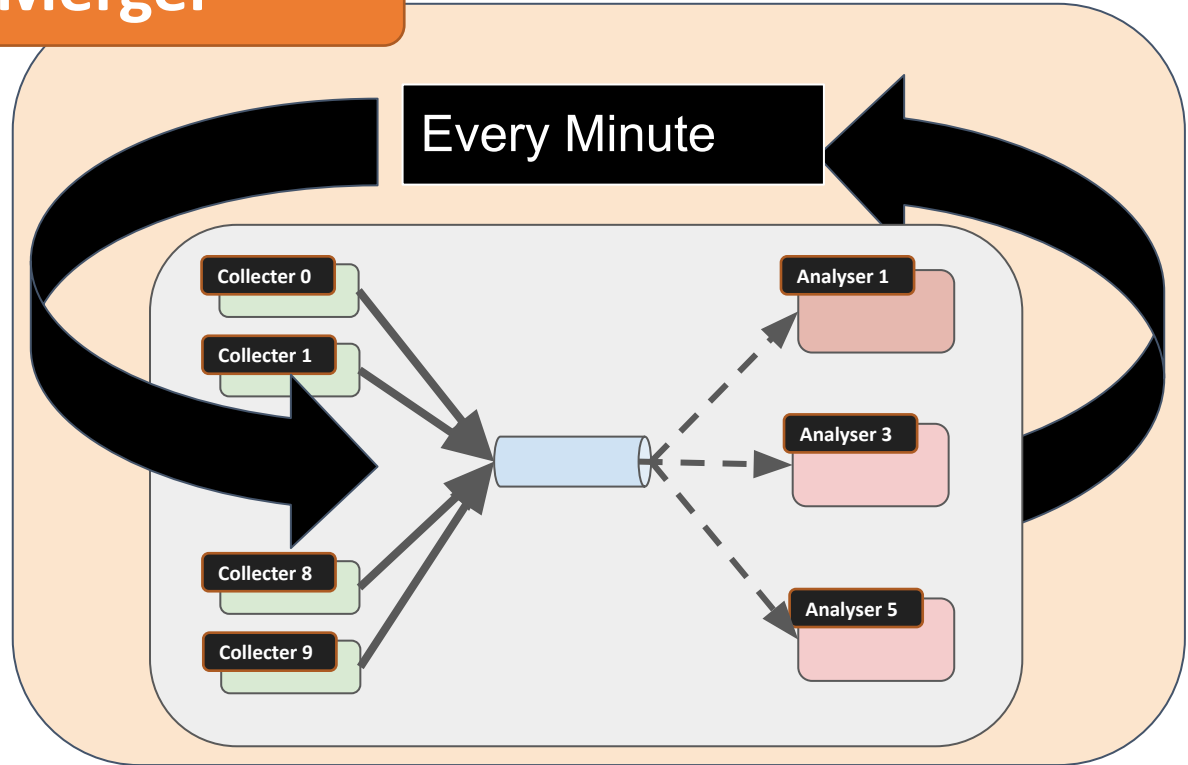 Merger
Every Minute
Collecter 0
Collecter 1
Collecter 8
Collecter 9
Analyser 1
Analyser 3
Analyser 5